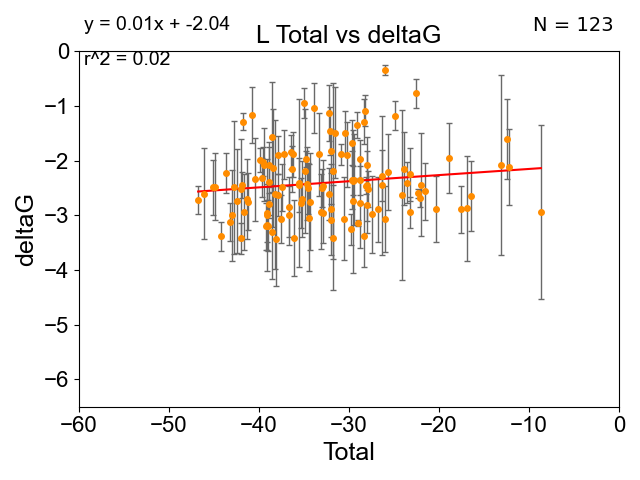 y = 0.01x + -2.04
N = 123
L Total vs deltaG
r^2 = 0.02
0
−1
−2
−3
−4
−5
−6
deltaG
−60
−50
−40
−30
−20
−10
0
Total